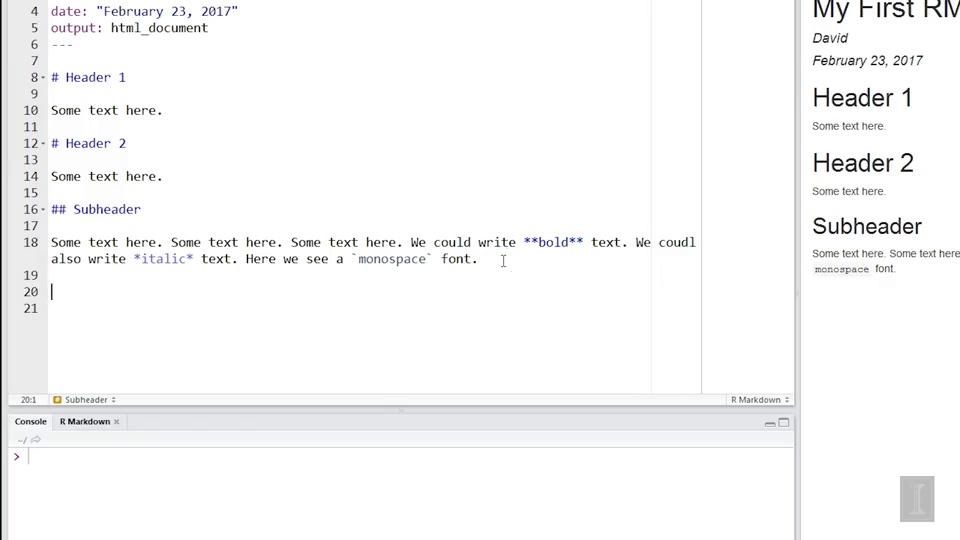 4 date: "February 23, 2017"
5 output: html_document
6 ---
7
8 # Header 1
9
10 Some text here.
11
12 # Header 2
13
14 Some text here.
15
16 ## Subheader
17
18 Some text here. Some text here. Some text here. We could write **bold** text. We coudl
also write *italic* text. Here we see a `monospace` font.
19
20
21
20:1 Subheader R Markdown
Console R Markdown
~/
>
My First RM
David
February 23, 2017
Header 1
Some text here.
Header 2
Some text here.
Subheader
Some text here. Some text here
monospace font.
I